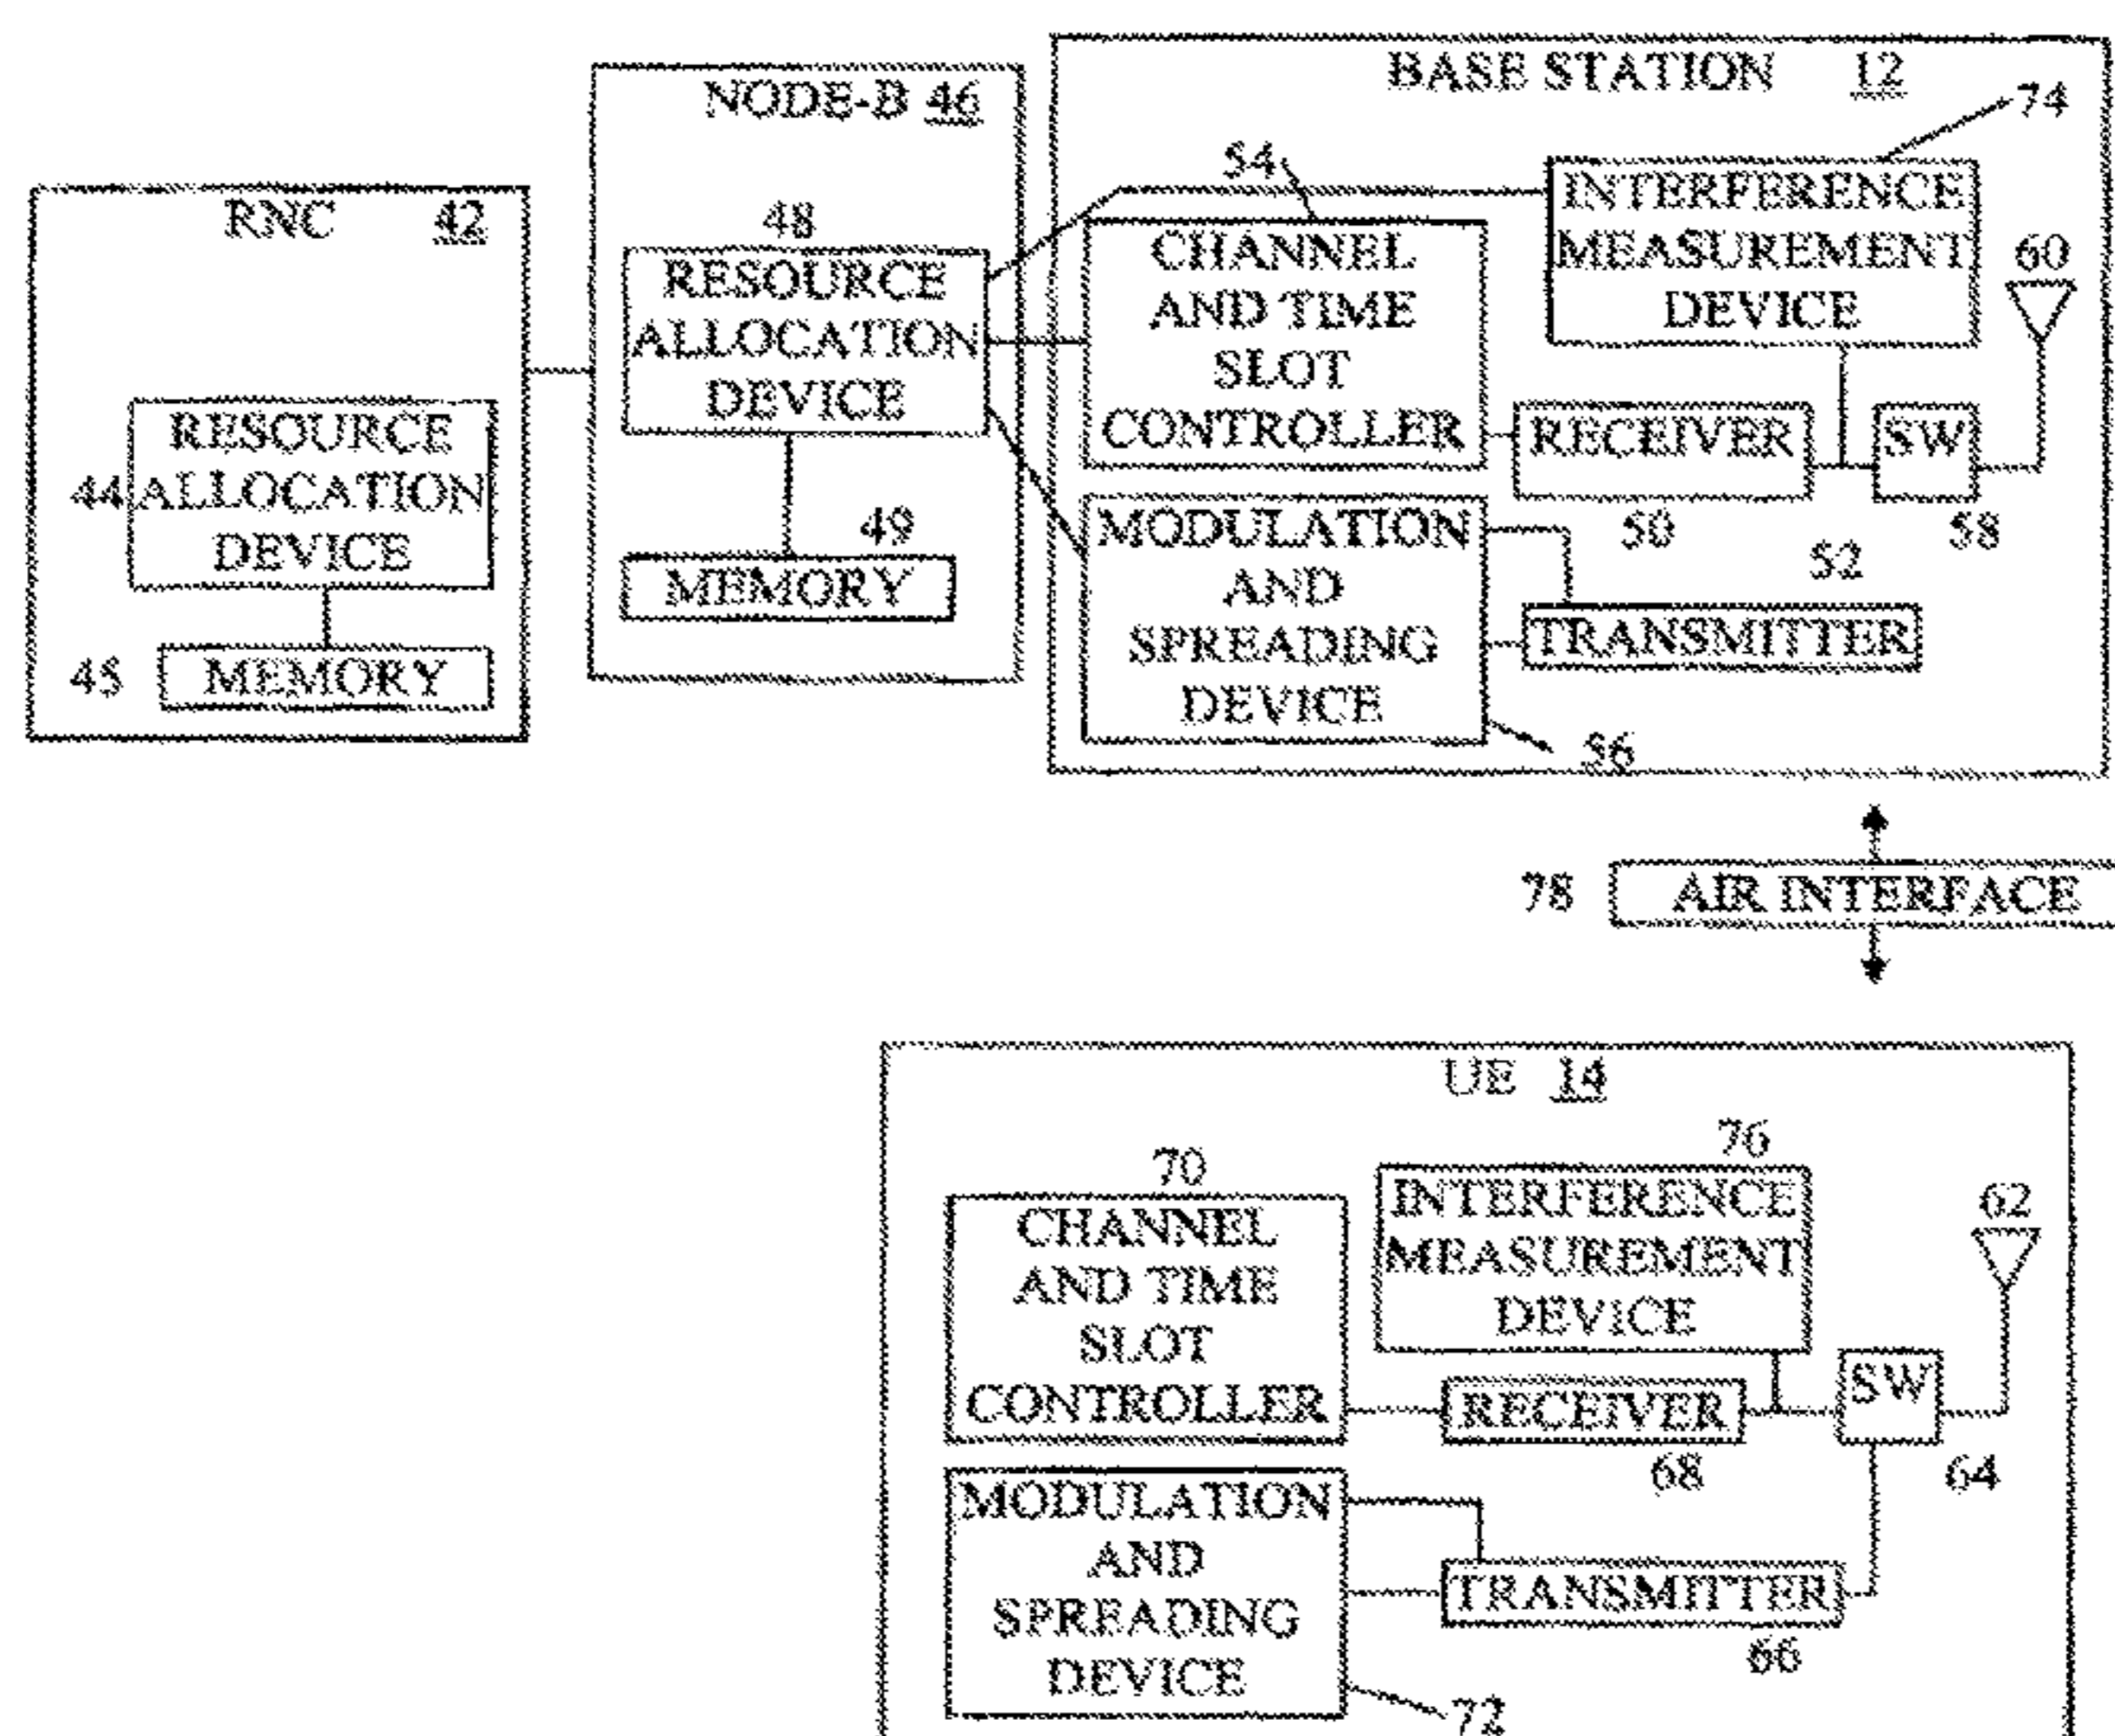 BASE STATION 12
74
NODE-B 46
54
INTERFERENCE
MEASUREMENT
DEVICE
60
RNC 42
48
RESOURCE
ALLOCATION
DEVICE
CHANNEL
AND TIME
SLOT
CONTROLLER
RECEIVER
SW
50
58
44
RESOURCE
ALLOCATION
DEVICE
49
MEMORY
MODULATION
AND
SPREADING
DEVICE
52
TRANSMITTER
56
45
MEMORY
78
AIR INTERFACE
UE 14
70
CHANNEL
AND TIME
SLOT
CONTROLLER
76
INTERFERENCE
MEASUREMENT
DEVICE
62
SW
RECEIVER
68
64
MODULATION
AND
SPREADING
DEVICE
TRANSMITTER
66
72